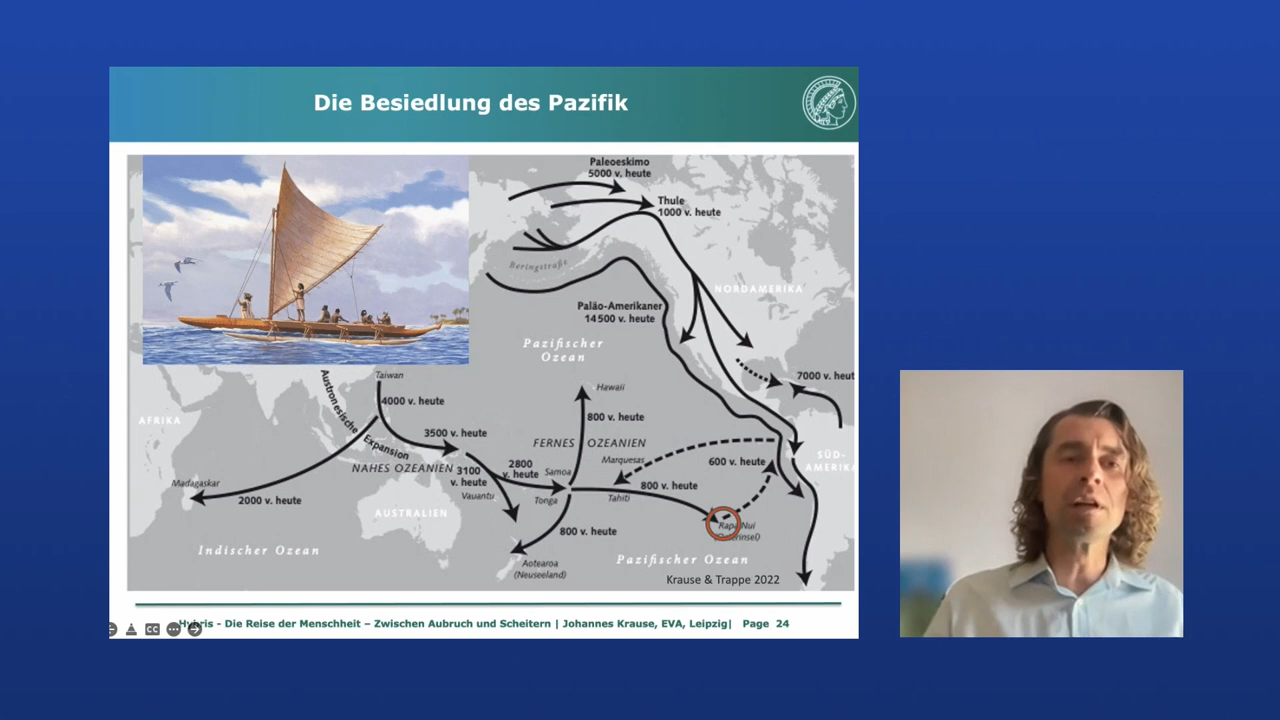 Die Besiedlung des Pazifik
Paleoeskimo
5000 v. heute
Thule
1000 v. heute
Beringstraße
NORDAMERIKA
Paläo-Amerikaner
14500 v. heute
Pazifischer
Ozean
7000 v. heut
Taiwan
Austronesische
Expansion
4000 v. heute
Hawaii
800 v. heute
AFRIKA
3500 v. heute
FERNES OZEANIEN
SÜD-
AMERIKA
NAHES OZEANIEN
3100
v. heute
2800
v. heute
Samoa
Marquesas
600 v. heute
Madagaskar
2000 v. heute
Vauantu
Tonga
Tahiti
800 v. heute
AUSTRALIEN
800 v. heute
Rapa Nui
(Osterinsel)
Indischer Ozean
Pazifischer Ozean
Aotearoa
(Neuseeland)
Krause & Trappe 2022
Hybris - Die Reise der Menschheit – Zwischen Aubruch und Scheitern | Johannes Krause, EVA, Leipzig| Page 24
CC